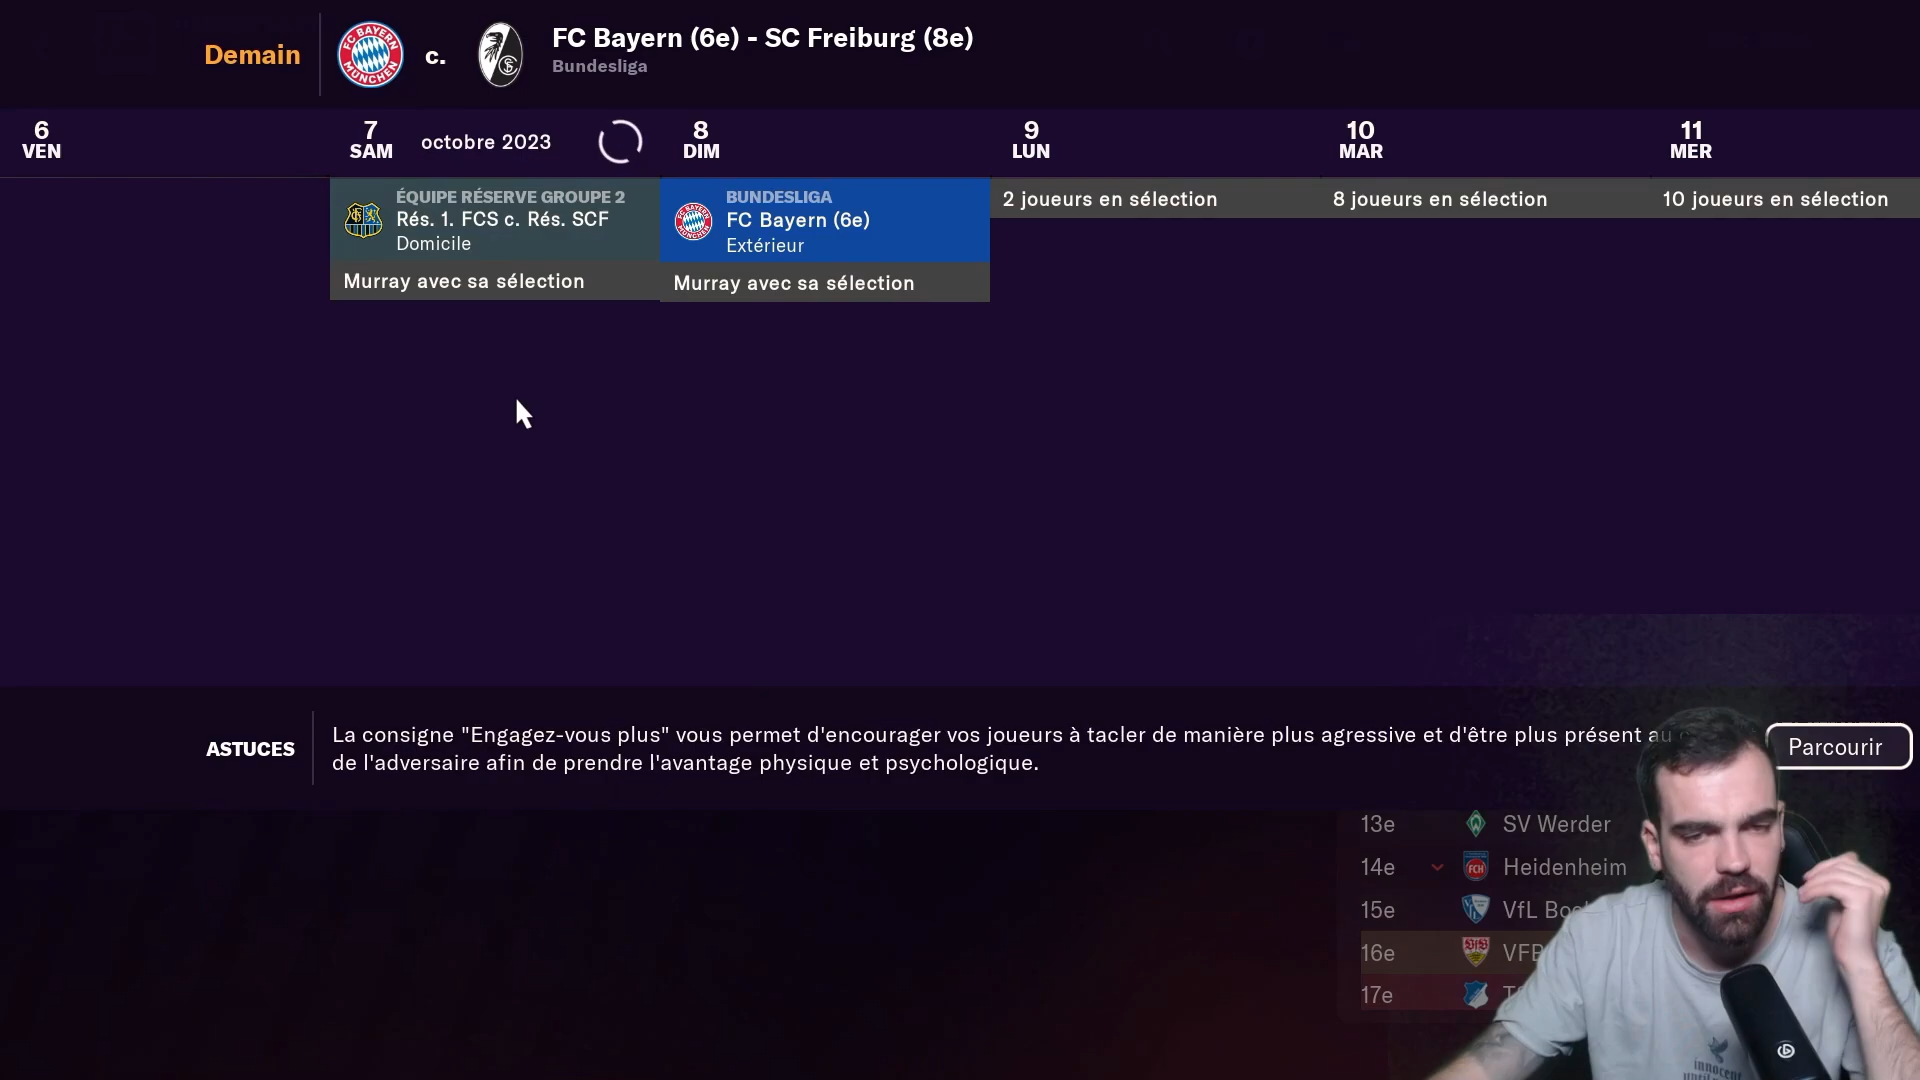 Demain
c.
FC Bayern (6e) - SC Freiburg (8e)
Bundesliga
6
VEN
7
SAM
octobre 2023
8
DIM
9
LUN
10
MAR
11
MER
ÉQUIPE RÉSERVE GROUPE 2
Rés. 1. FCS c. Rés. SCF
Domicile
Murray avec sa sélection
BUNDESLIGA
FC Bayern (6e)
Extérieur
Murray avec sa sélection
2 joueurs en sélection
8 joueurs en sélection
10 joueurs en sélection
ASTUCES
La consigne "Engagez-vous plus" vous permet d'encourager vos joueurs à tacler de manière plus agressive et d'être plus présent au
de l'adversaire afin de prendre l'avantage physique et psychologique.
Parcourir
13e SV Werder
14e Heidenheim
15e VfL
16e
17e
innocent